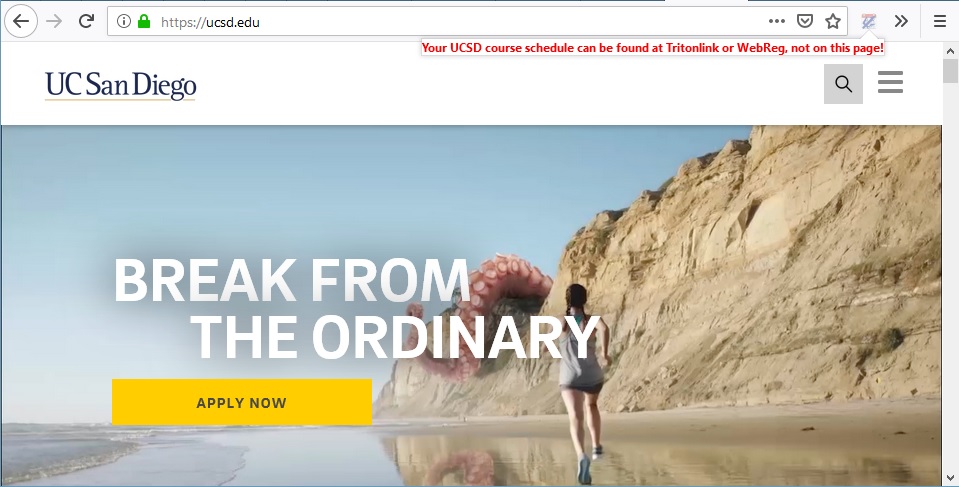 https://ucsd.edu
Your UCSD course schedule can be found at Tritonlink or WebReg, not on this page!
UC San Diego
BREAK FROM
THE ORDINARY
APPLY NOW